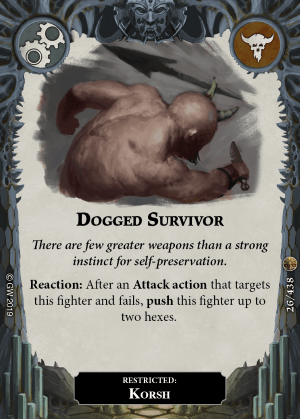 Dogged Survivor
There are few greater weapons than a strong
instinct for self-preservation.
Reaction: After an Attack action that targets
this fighter and fails, push this fighter up to
two hexes.
RESTRICTED:
Korsh
© GW 2019
26/438